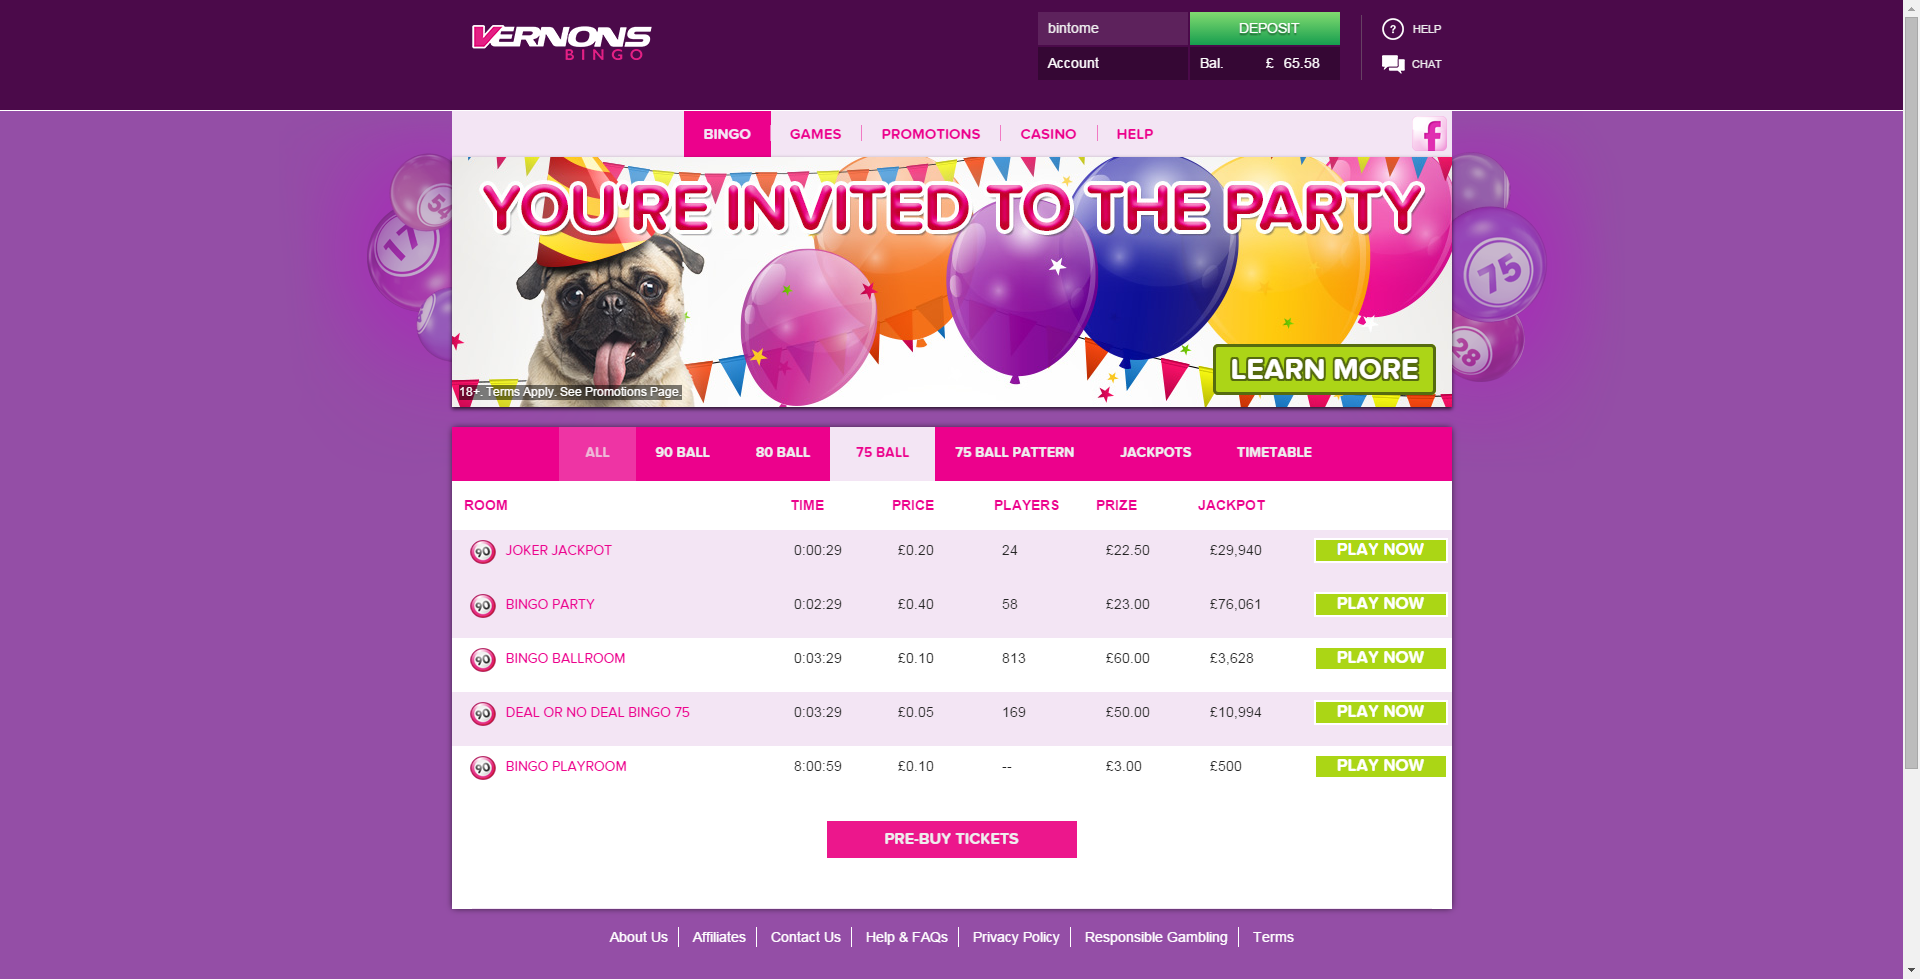 VERNONS
BINGO
bintome DEPOSIT
Account Bal. £ 65.58
? HELP
CHAT
BINGO GAMES PROMOTIONS CASINO HELP
f
YOU'RE INVITED TO THE PARTY
54
17
75
28
LEARN MORE
18+. Terms Apply. See Promotions Page.
ALL 90 BALL 80 BALL 75 BALL 75 BALL PATTERN JACKPOTS TIMETABLE
ROOM TIME PRICE PLAYERS PRIZE JACKPOT
90 JOKER JACKPOT 0:00:29 £0.20 24 £22.50 £29,940 PLAY NOW
90 BINGO PARTY 0:02:29 £0.40 58 £23.00 £76,061 PLAY NOW
90 BINGO BALLROOM 0:03:29 £0.10 813 £60.00 £3,628 PLAY NOW
90 DEAL OR NO DEAL BINGO 75 0:03:29 £0.05 169 £50.00 £10,994 PLAY NOW
90 BINGO PLAYROOM 8:00:59 £0.10 -- £3.00 £500 PLAY NOW
PRE-BUY TICKETS
About Us Affiliates Contact Us Help & FAQs Privacy Policy Responsible Gambling Terms